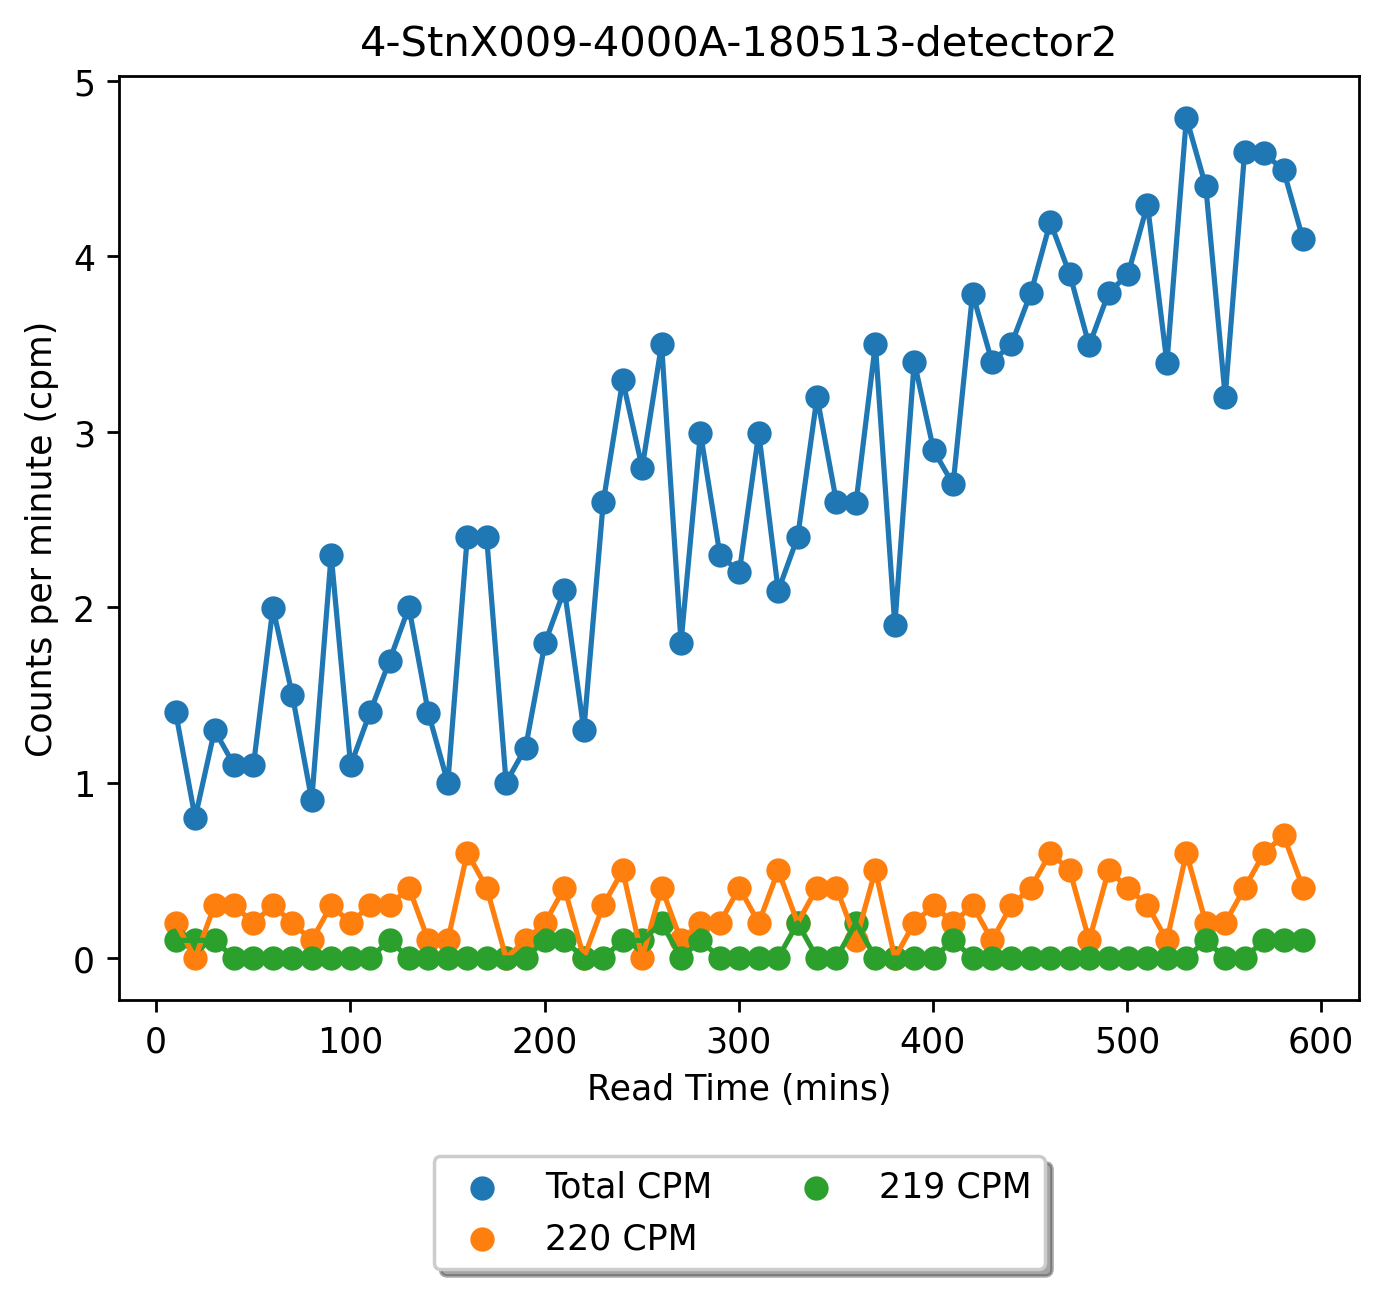 4-StnX009-4000A-180513-detector2
5
4
3
2
1
0
Counts per minute (cpm)
0 100 200 300 400 500 600
Read Time (mins)
Total CPM 219 CPM
220 CPM